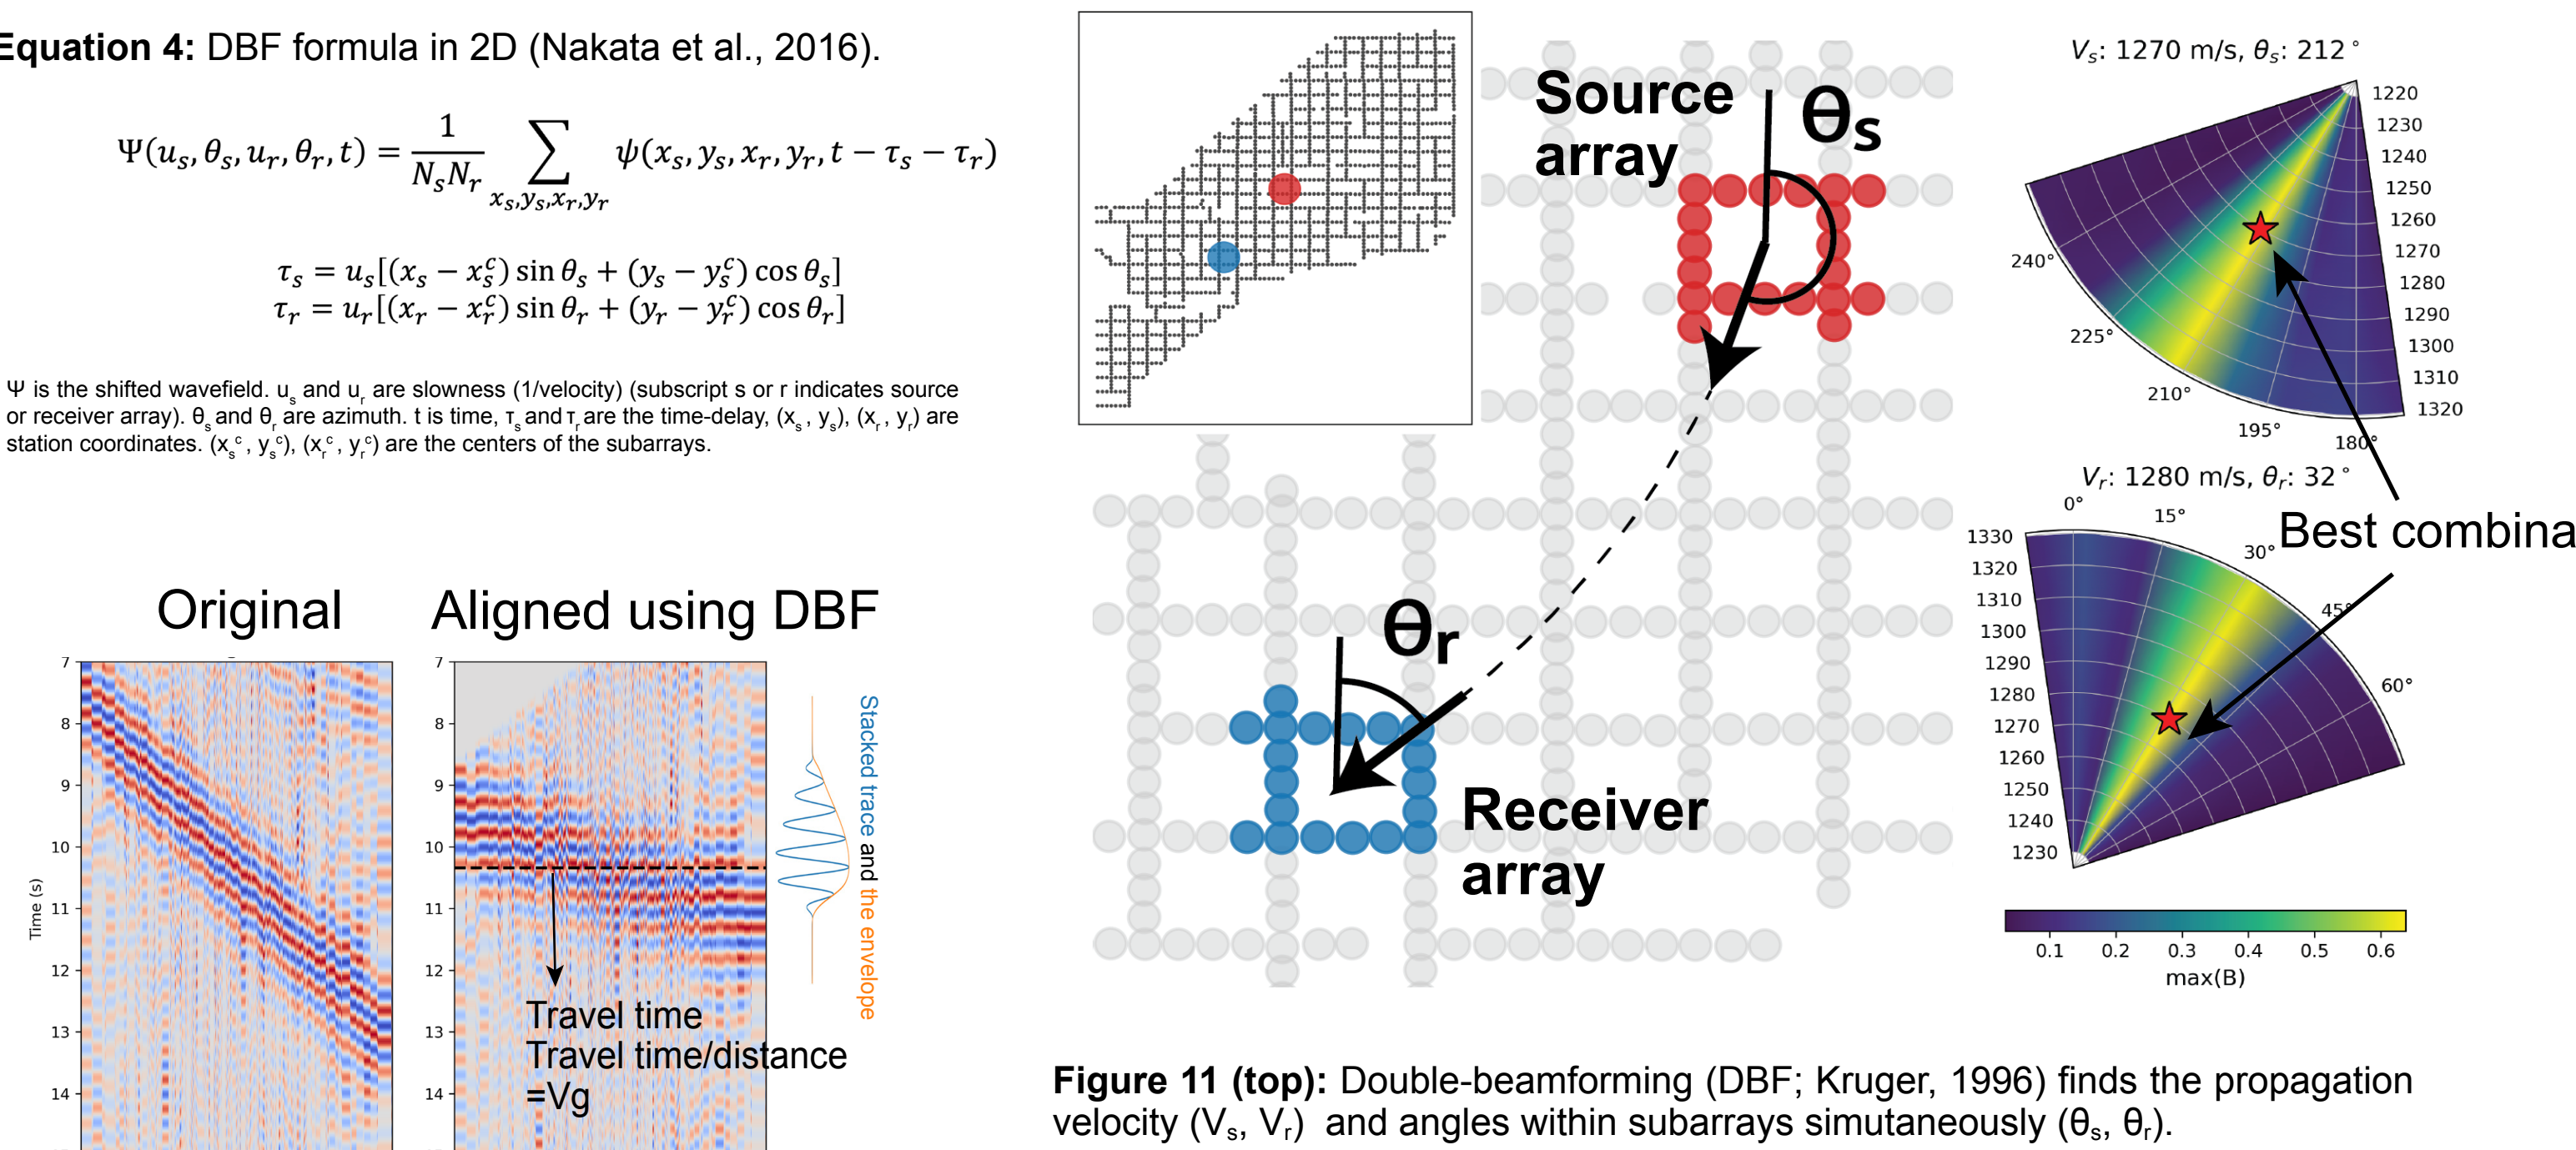 Equation 4: DBF formula in 2D (Nakata et al., 2016).
Ψ(u_s, θ_s, u_r, θ_r, t) = 1/(N_s N_r) ∑_{x_s,y_s,x_r,y_r} ψ(x_s, y_s, x_r, y_r, t − τ_s − τ_r)
τ_s = u_s[(x_s − x_s^c) sin θ_s + (y_s − y_s^c) cos θ_s]
τ_r = u_r[(x_r − x_r^c) sin θ_r + (y_r − y_r^c) cos θ_r]
Ψ is the shifted wavefield. u_s and u_r are slowness (1/velocity) (subscript s or r indicates source
or receiver array). θ_s and θ_r are azimuth. t is time, τ_s and τ_r are the time-delay, (x_s, y_s), (x_r, y_r) are
station coordinates. (x_s^c, y_s^c), (x_r^c, y_r^c) are the centers of the subarrays.
Original
Aligned using DBF
Time (s)
7
8
9
10
11
12
13
14
7
8
9
10
11
12
13
14
Travel time
Travel time/distance
=Vg
Stacked trace and the envelope
Source
array
θ_s
θ_r
Receiver
array
V_s: 1270 m/s, θ_s: 212°
1220
1230
1240
1250
1260
1270
1280
1290
1300
1310
1320
240°
225°
210°
195°
180°
V_r: 1280 m/s, θ_r: 32°
0°
15°
30°
45°
60°
1330
1320
1310
1300
1290
1280
1270
1260
1250
1240
1230
Best combina
0.1 0.2 0.3 0.4 0.5 0.6
max(B)
Figure 11 (top): Double-beamforming (DBF; Kruger, 1996) finds the propagation
velocity (V_s, V_r) and angles within subarrays simutaneously (θ_s, θ_r).